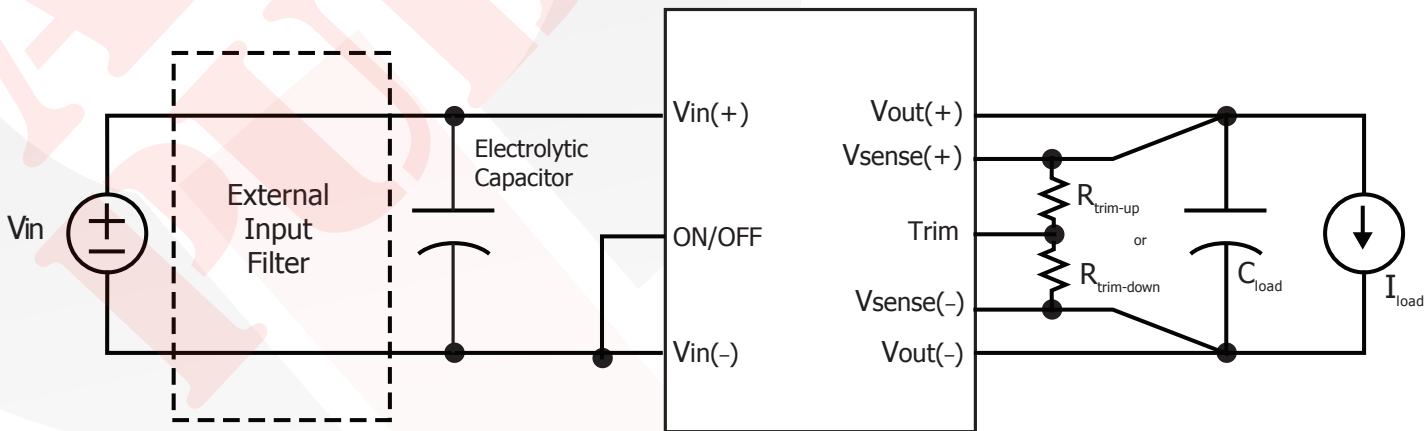 Vin
External
Input
Filter
Electrolytic
Capacitor
Vin(+)
ON/OFF
Vin(–)
Vout(+)
Vsense(+)
Trim
Vsense(–)
Vout(–)
Rtrim-up
or
Rtrim-down
Cload
Iload